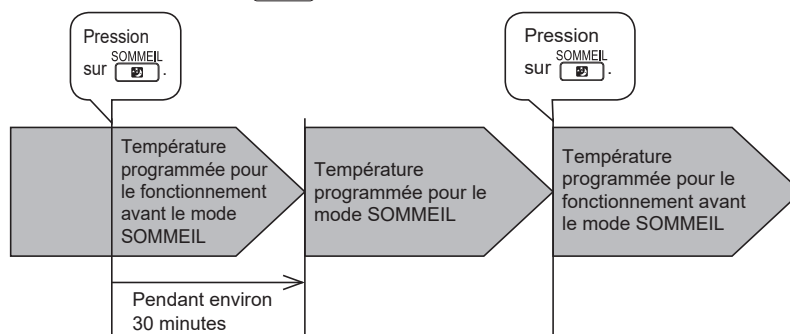 Pression
SOMMEIL
sur .
Pression
SOMMEIL
sur .
Température
programmée pour
le fonctionnement
avant le mode
SOMMEIL
Température
programmée pour le
mode SOMMEIL
Température
programmée pour le
fonctionnement avant
le mode SOMMEIL
Pendant environ
30 minutes